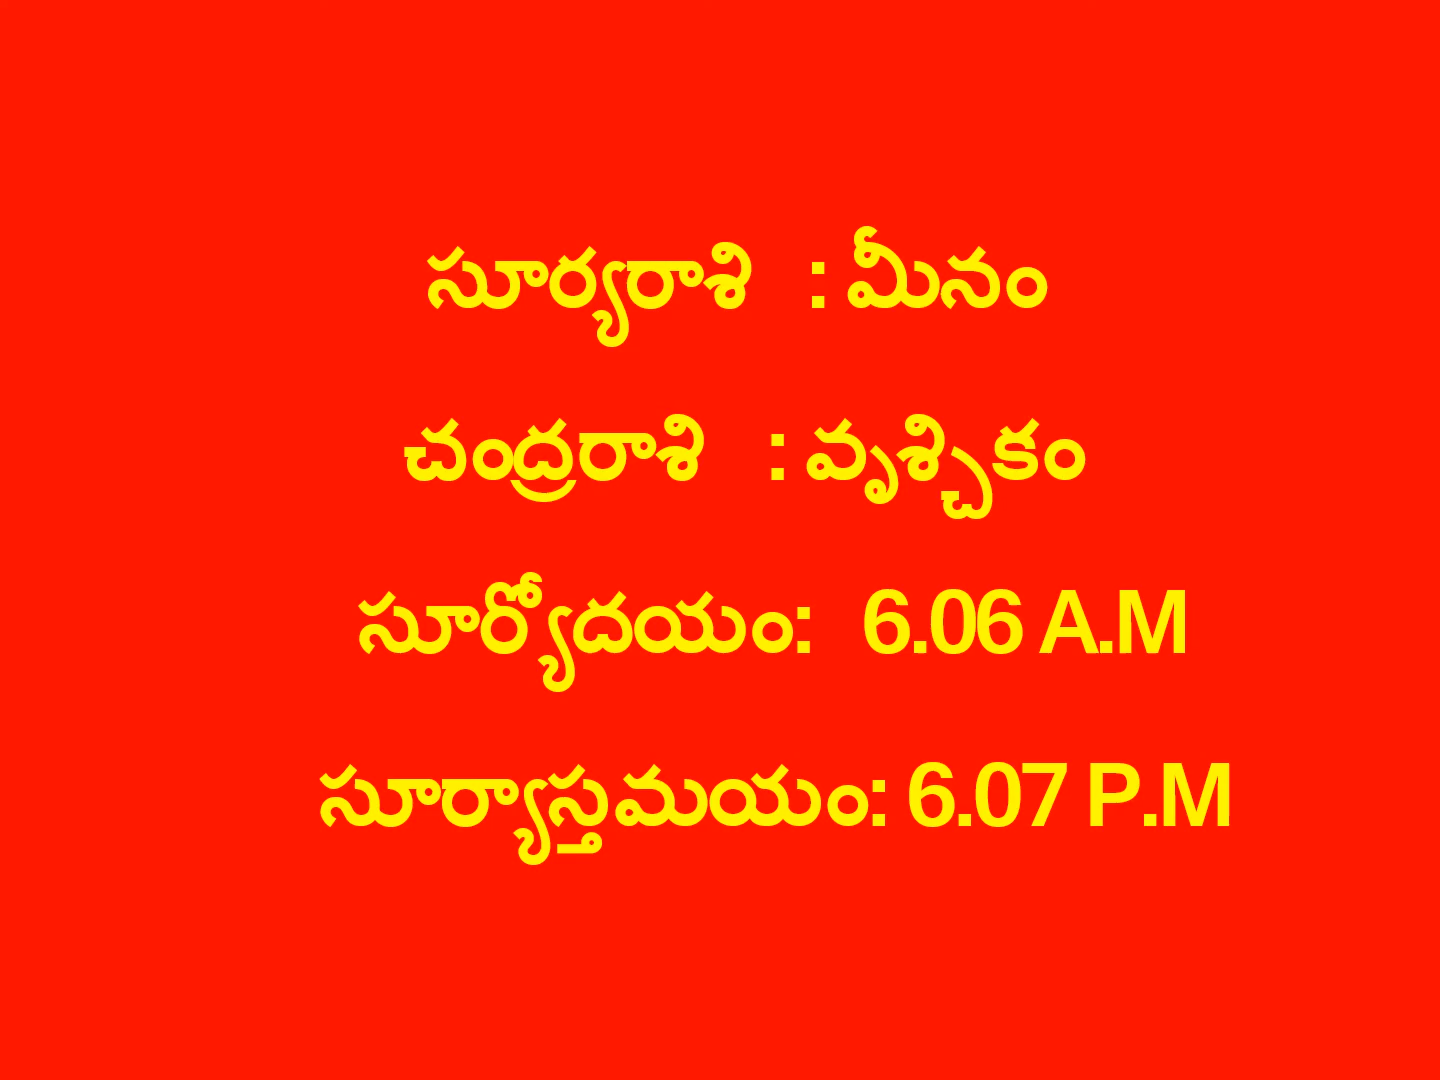 సూర్యరాశి : మీనం
చంద్రరాశి : వృశ్చికం
సూర్యోదయం: 6.06 A.M
సూర్యాస్తమయం: 6.07 P.M